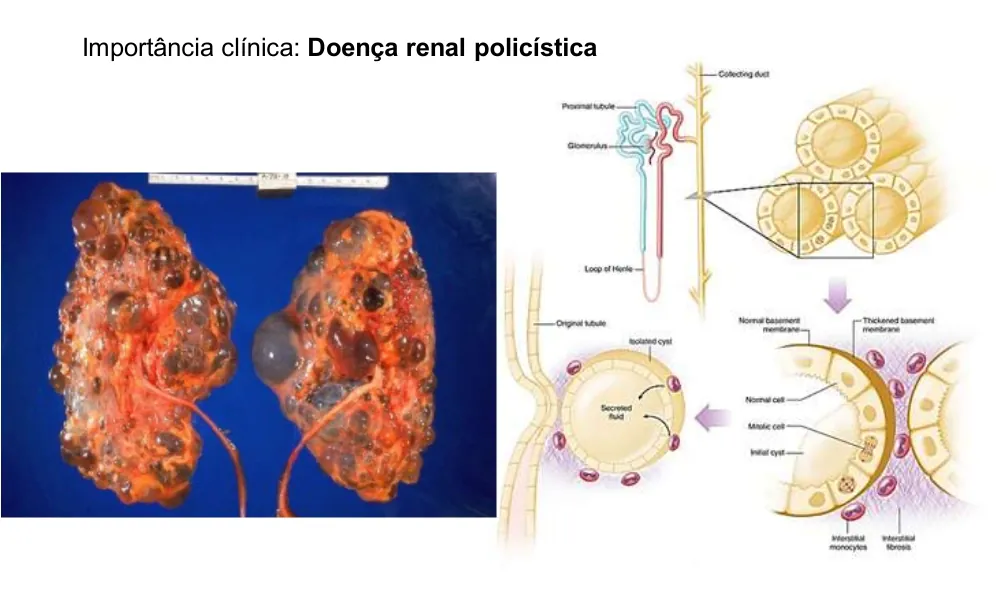 Importância clínica: Doença renal policística
Collecting duct
Proximal tubule
Glomerulus
Loop of Henle
Original tubule
Isolated cyst
Secreted
fluid
Normal basement
membrane
Thickened basement
membrane
Normal cell
Mitotic cell
Initial cyst
Interstitial
monocytes
Interstitial
fibrosis